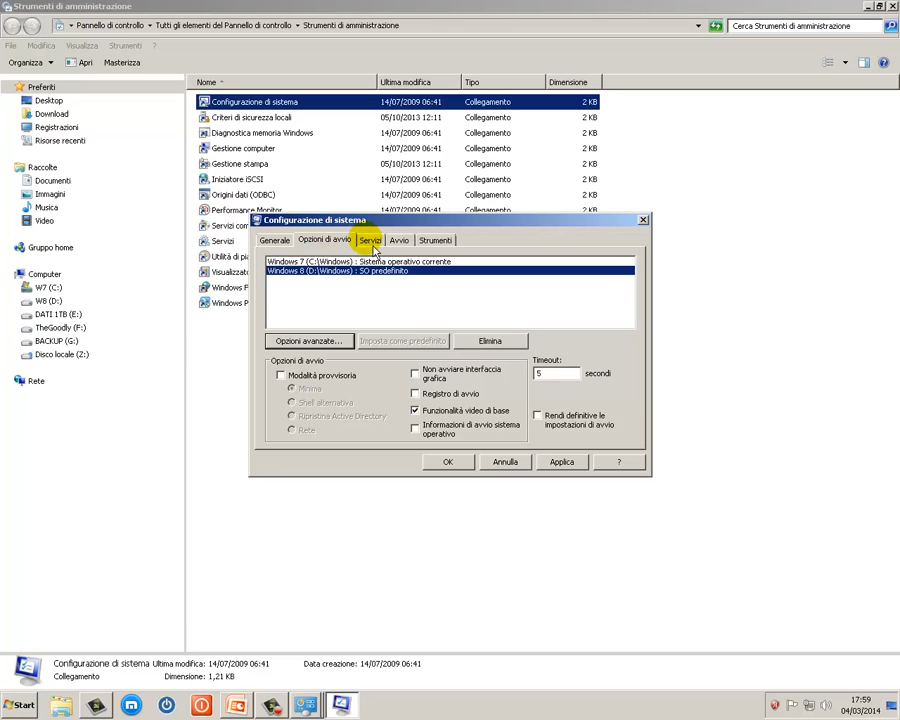 Strumenti di amministrazione
Pannello di controllo Tutti gli elementi del Pannello di controllo Strumenti di amministrazione
Cerca Strumenti di amministrazione
File Modifica Visualizza Strumenti ?
Organizza Apri Masterizza
Preferiti
Desktop
Download
Registrazioni
Risorse recenti
Raccolte
Documenti
Immagini
Musica
Video
Gruppo home
Computer
W7 (C:)
W8 (D:)
DATI 1TB (E:)
TheGoodly (F:)
BACKUP (G:)
Disco locale (Z:)
Rete
Nome Ultima modifica Tipo Dimensione
Configurazione di sistema 14/07/2009 06:41 Collegamento 2 KB
Criteri di sicurezza locali 05/10/2013 12:11 Collegamento 2 KB
Diagnostica memoria Windows 14/07/2009 06:41 Collegamento 2 KB
Gestione computer 14/07/2009 06:41 Collegamento 2 KB
Gestione stampa 05/10/2013 12:11 Collegamento 2 KB
Iniziatore iSCSI 14/07/2009 06:41 Collegamento 2 KB
Origini dati (ODBC) 14/07/2009 06:41 Collegamento 2 KB
Performance Monitor 14/07/2009 06:41 Collegamento 2 KB
Servizi
Utilità di
Windows
Windows
Configurazione di sistema
Generale Opzioni di avvio Servizi Avvio Strumenti
Windows 7 (C:\Windows) : Sistema operativo corrente
Windows 8 (D:\Windows) : SO predefinito
Opzioni avanzate... Imposta come predefinito Elimina
Opzioni di avvio
Modalità provvisoria
Minima
Shell alternativa
Ripristina Active Directory
Rete
Non avviare interfaccia
grafica
Registro di avvio
Funzionalità video di base
Informazioni di avvio sistema
operativo
Timeout:
5 secondi
Rendi definitive le
impostazioni di avvio
OK Annulla Applica ?
Configurazione di sistema Ultima modifica: 14/07/2009 06:41 Data creazione: 14/07/2009 06:41
Collegamento Dimensione: 1,21 KB
Start
17:59
04/03/2014